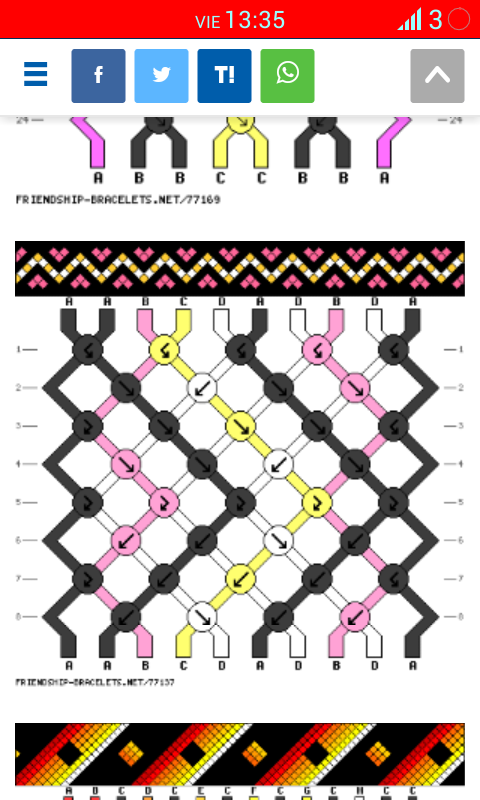 VIE 13:35 3
f T!
24 24
A B B C C B B A
FRIENDSHIP-BRACELETS.NET/77169
A A B C D A D B D A
1 1
2 2
3 3
4 4
5 5
6 6
7 7
8 8
A A B C D A D B D A
FRIENDSHIP-BRACELETS.NET/77137
A B C D C E C F C G C H C C